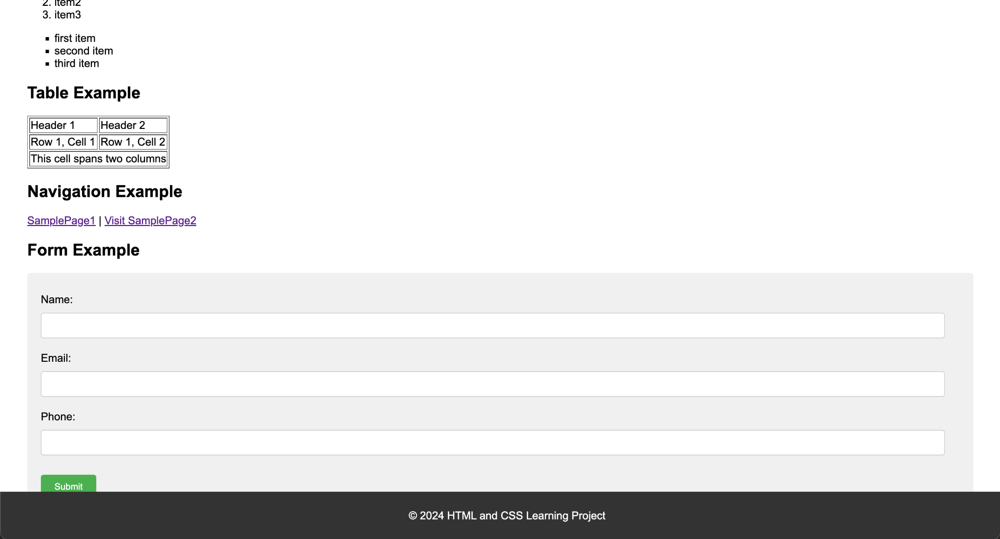 2. item2
3. item3
▪ first item
▪ second item
▪ third item
Table Example
Header 1 Header 2
Row 1, Cell 1 Row 1, Cell 2
This cell spans two columns
Navigation Example
SamplePage1 | Visit SamplePage2
Form Example
Name:
Email:
Phone:
Submit
© 2024 HTML and CSS Learning Project